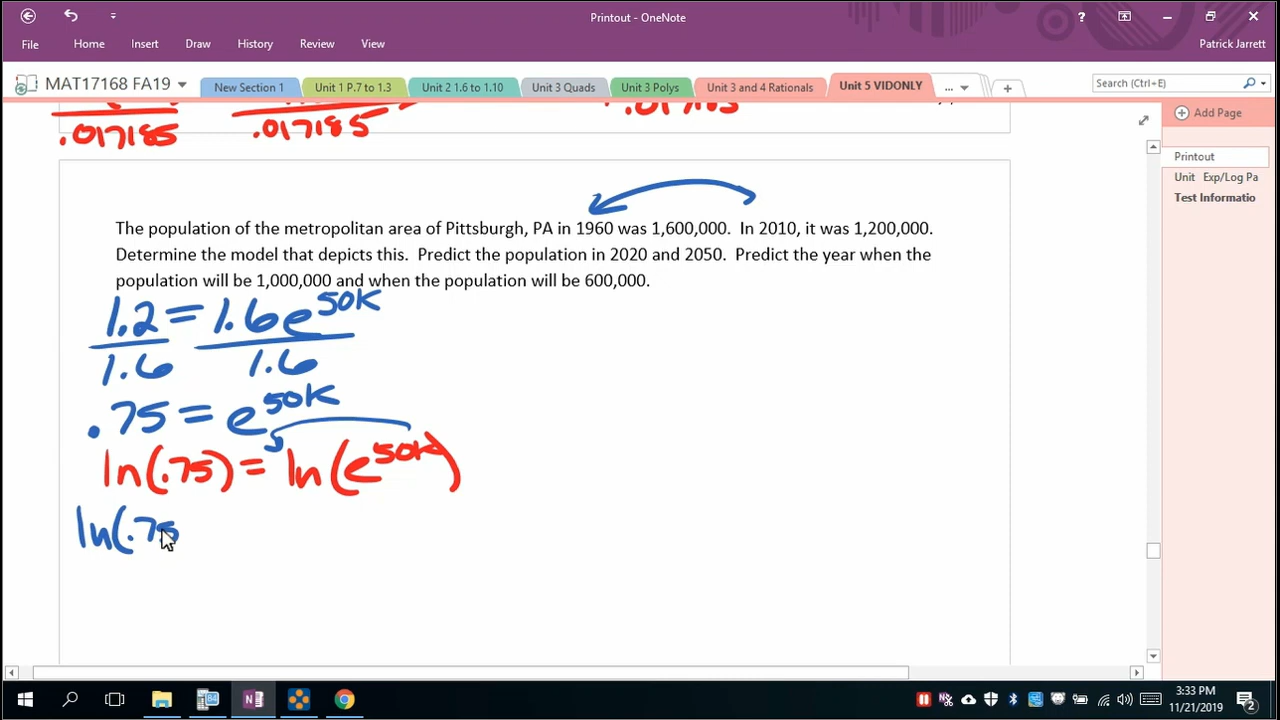 Printout - OneNote
File Home Insert Draw History Review View Patrick Jarrett
MAT17168 FA19 New Section 1 Unit 1 P.7 to 1.3 Unit 2 1.6 to 1.10 Unit 3 Quads Unit 3 Polys Unit 3 and 4 Rationals Unit 5 VIDONLY ... Search (Ctrl+E)
Add Page
Printout
Unit Exp/Log Pa
Test Informatio
.017185 .017185 .017185
The population of the metropolitan area of Pittsburgh, PA in 1960 was 1,600,000. In 2010, it was 1,200,000.
Determine the model that depicts this. Predict the population in 2020 and 2050. Predict the year when the
population will be 1,000,000 and when the population will be 600,000.
1.2 = 1.6e^50K
1.6 1.6
.75 = e^50K
ln(.75) = ln(e^50K)
ln(.75
3:33 PM
11/21/2019
2